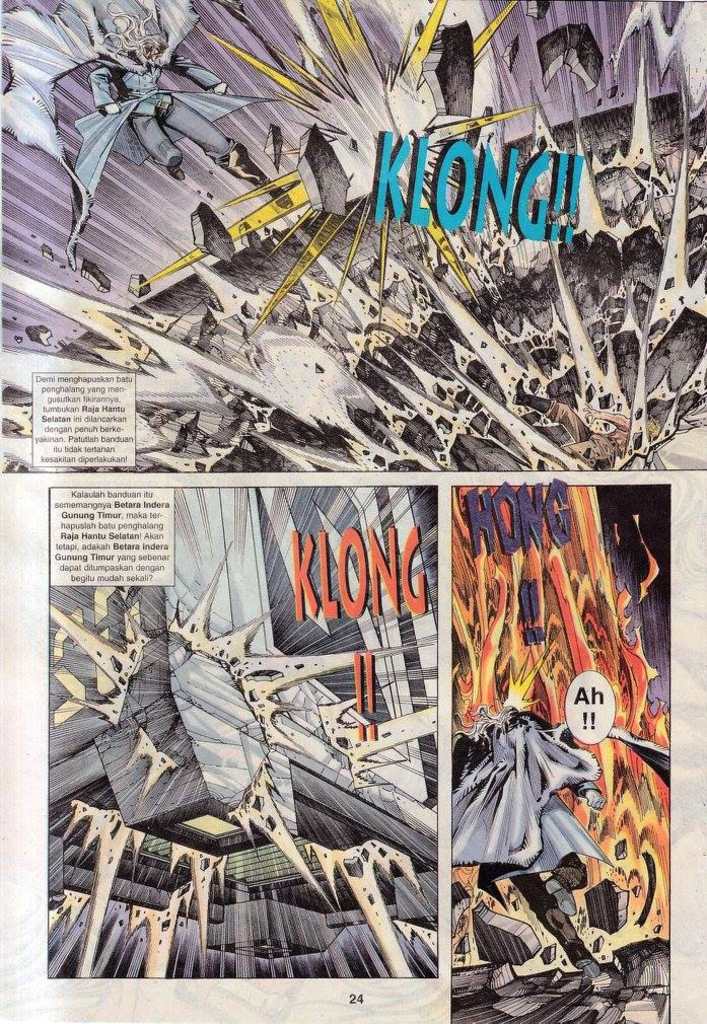 KLONG!!
Demi menghapuskan batu
penghalang yang men-
gusutkan fikirannya,
tumbukan Raja Hantu
Selatan ini dilancarkan
dengan penuh berke-
yakinan. Patutlah banduan
itu tidak tertahan
kesakitan diperlakukan!
Kalaulah banduan itu
sememangnya Betara Indera
Gunung Timur, maka ter-
hapuslah batu penghalang
Raja Hantu Selatan! Akan
tetapi, adakah Betara indera
Gunung Timur yang sebenar
dapat ditumpaskan dengan
begitu mudah sekali?
KLONG
!!
HONG
!!
Ah
!!
24